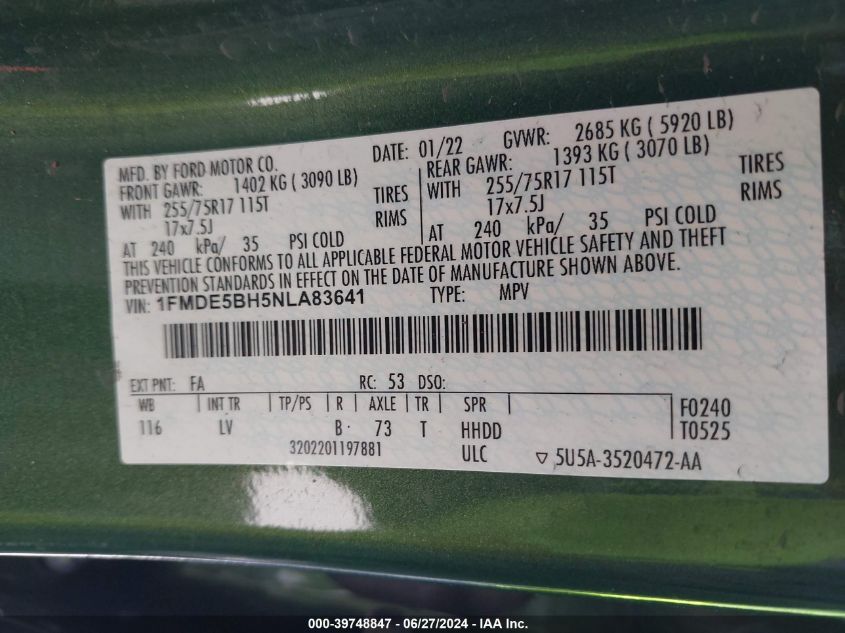 MFD. BY FORD MOTOR CO. DATE: 01/22 GVWR: 2685 KG ( 5920 LB)
FRONT GAWR: 1402 KG ( 3090 LB) REAR GAWR: 1393 KG ( 3070 LB)
WITH 255/75R17 115T TIRES WITH 255/75R17 115T TIRES
17x7.5J RIMS 17x7.5J RIMS
AT 240 kPa/ 35 PSI COLD AT 240 kPa/ 35 PSI COLD
THIS VEHICLE CONFORMS TO ALL APPLICABLE FEDERAL MOTOR VEHICLE SAFETY AND THEFT
PREVENTION STANDARDS IN EFFECT ON THE DATE OF MANUFACTURE SHOWN ABOVE.
VIN: 1FMDE5BH5NLA83641 TYPE: MPV
EXT PNT: FA RC: 53 DSO:
WB INT TR TP/PS R AXLE TR SPR F0240
116 LV B 73 T HHDD T0525
3202201197881 ULC ▽ 5U5A-3520472-AA
000-39748847 - 06/27/2024 - IAAI Inc.